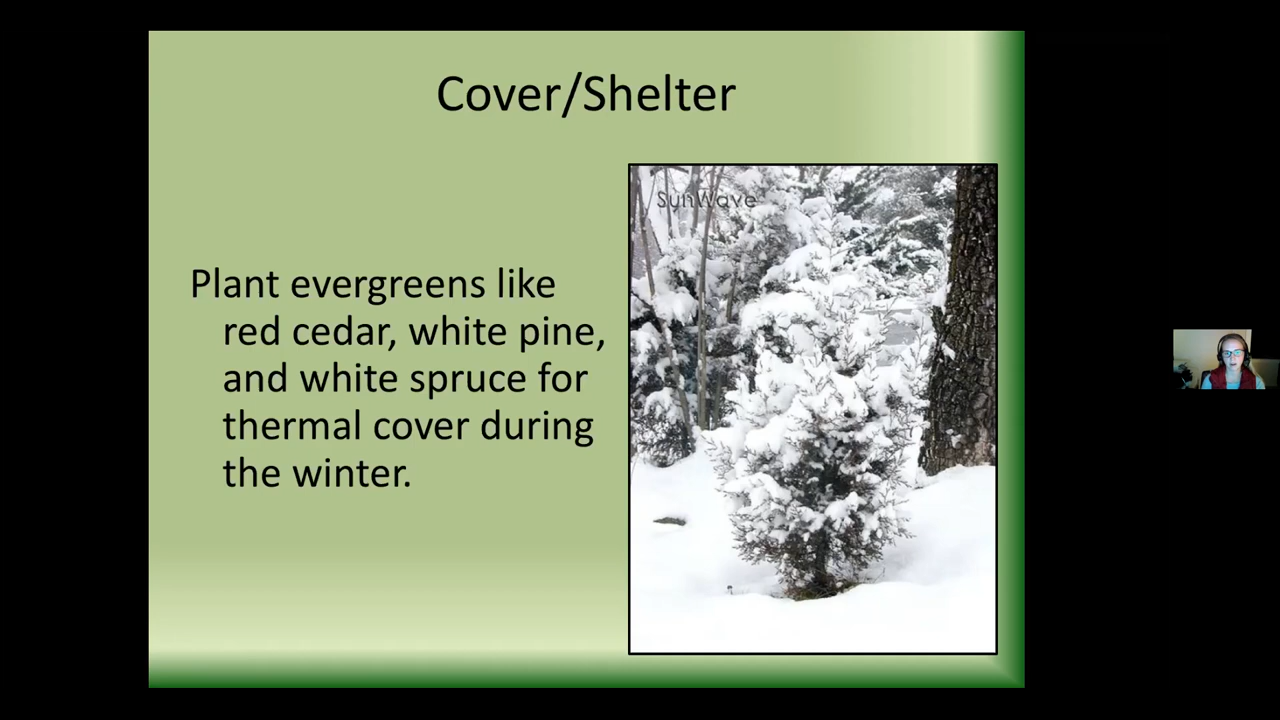 Cover/Shelter
SunWave
Plant evergreens like
red cedar, white pine,
and white spruce for
thermal cover during
the winter.